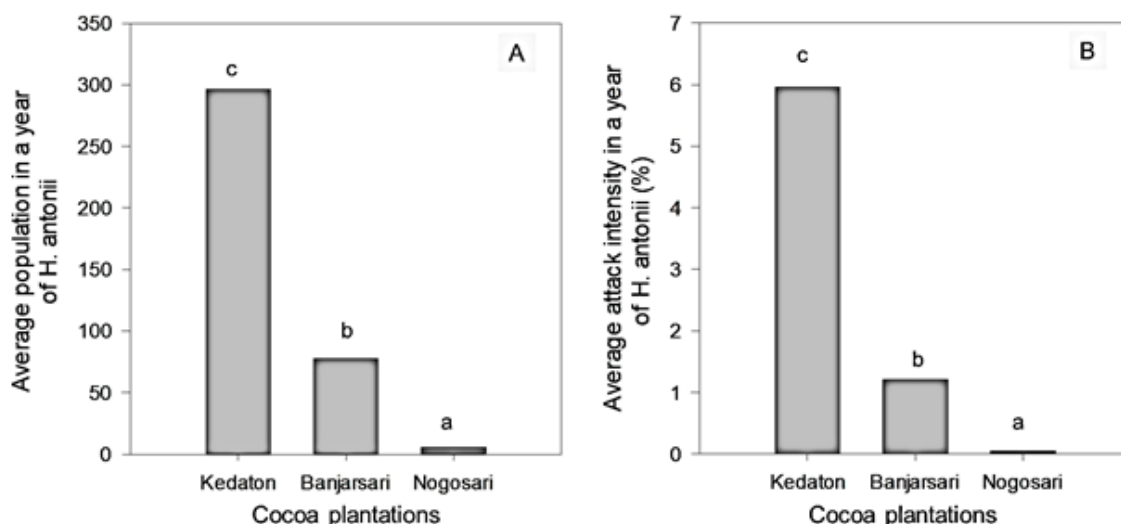 A
Average population in a year
of H. antonii
350
300
250
200
150
100
50
0
c
b
a
Kedaton
Banjarsari
Nogosari
Cocoa plantations
B
Average attack intensity in a year
of H. antonii (%)
7
6
5
4
3
2
1
0
c
b
a
Kedaton
Banjarsari
Nogosari
Cocoa plantations